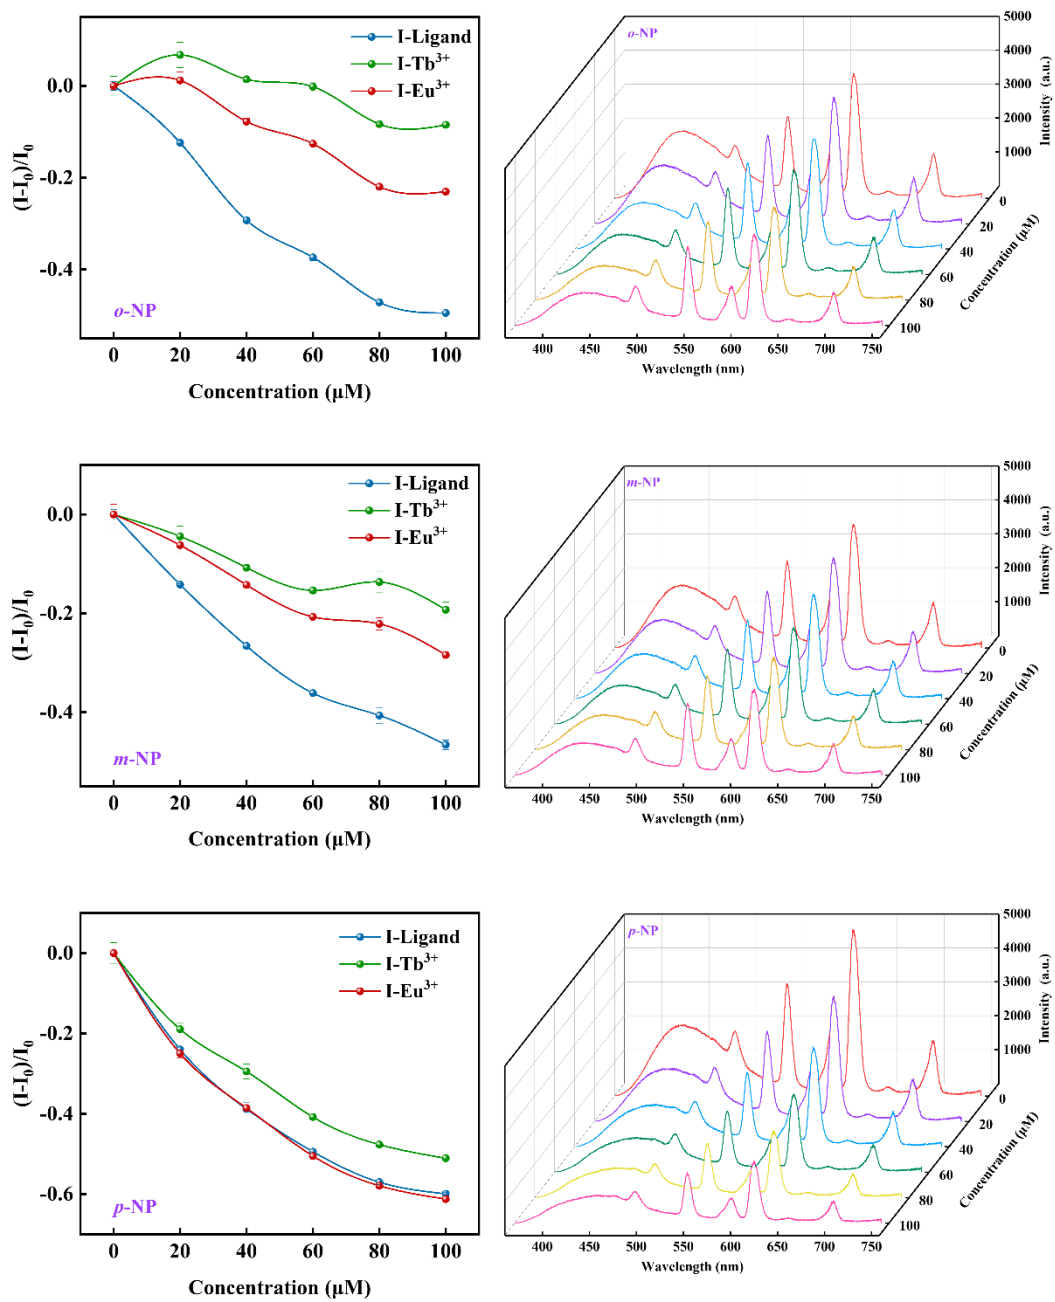 I-Ligand
I-Tb³⁺
I-Eu³⁺
0.0
-0.2
-0.4
(I-I₀)/I₀
o-NP
0 20 40 60 80 100
Concentration (μM)
o-NP
5000
4000
3000
2000
1000
Intensity (a.u.)
0
20
40
60
80
100
Concentration (μM)
400 450 500 550 600 650 700 750
Wavelength (nm)
I-Ligand
I-Tb³⁺
I-Eu³⁺
0.0
-0.2
-0.4
(I-I₀)/I₀
m-NP
0 20 40 60 80 100
Concentration (μM)
m-NP
5000
4000
3000
2000
1000
Intensity (a.u.)
0
20
40
60
80
100
Concentration (μM)
400 450 500 550 600 650 700 750
Wavelength (nm)
I-Ligand
I-Tb³⁺
I-Eu³⁺
0.0
-0.2
-0.4
-0.6
(I-I₀)/I₀
p-NP
0 20 40 60 80 100
Concentration (μM)
p-NP
5000
4000
3000
2000
1000
Intensity (a.u.)
0
20
40
60
80
100
Concentration (μM)
400 450 500 550 600 650 700 750
Wavelength (nm)